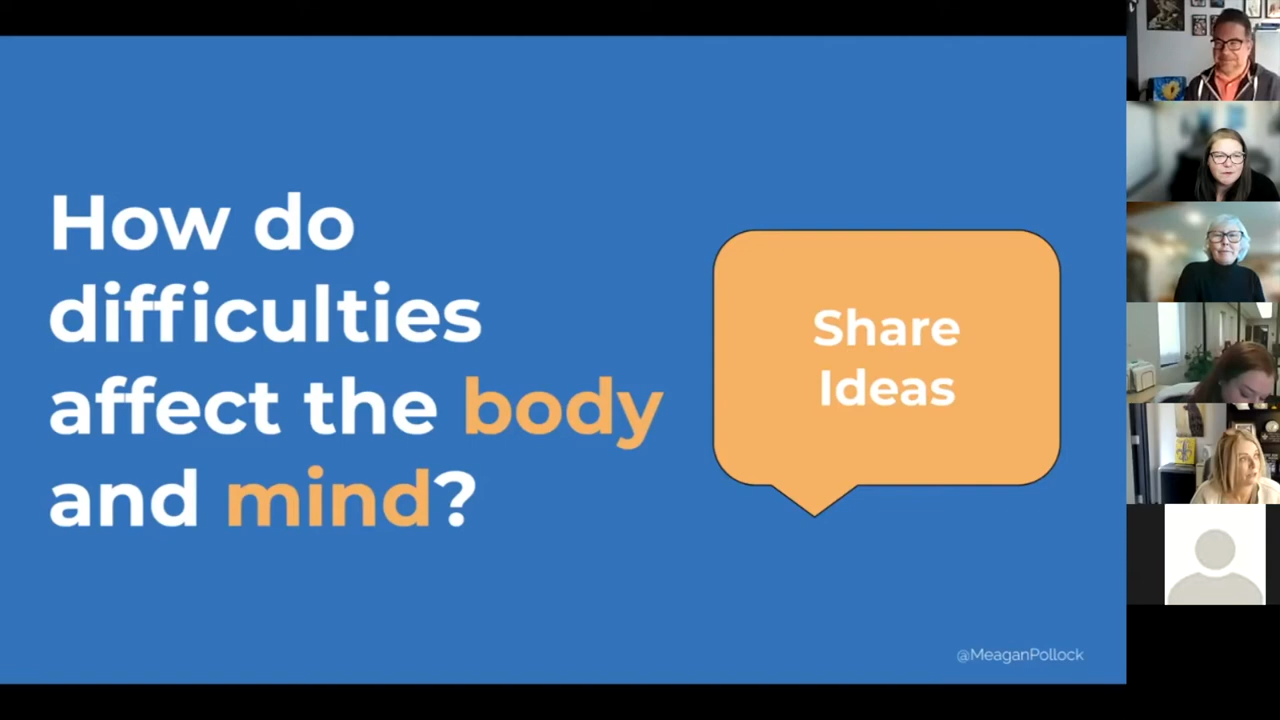 How do
difficulties
affect the body
and mind?
Share
Ideas
@MeaganPollock